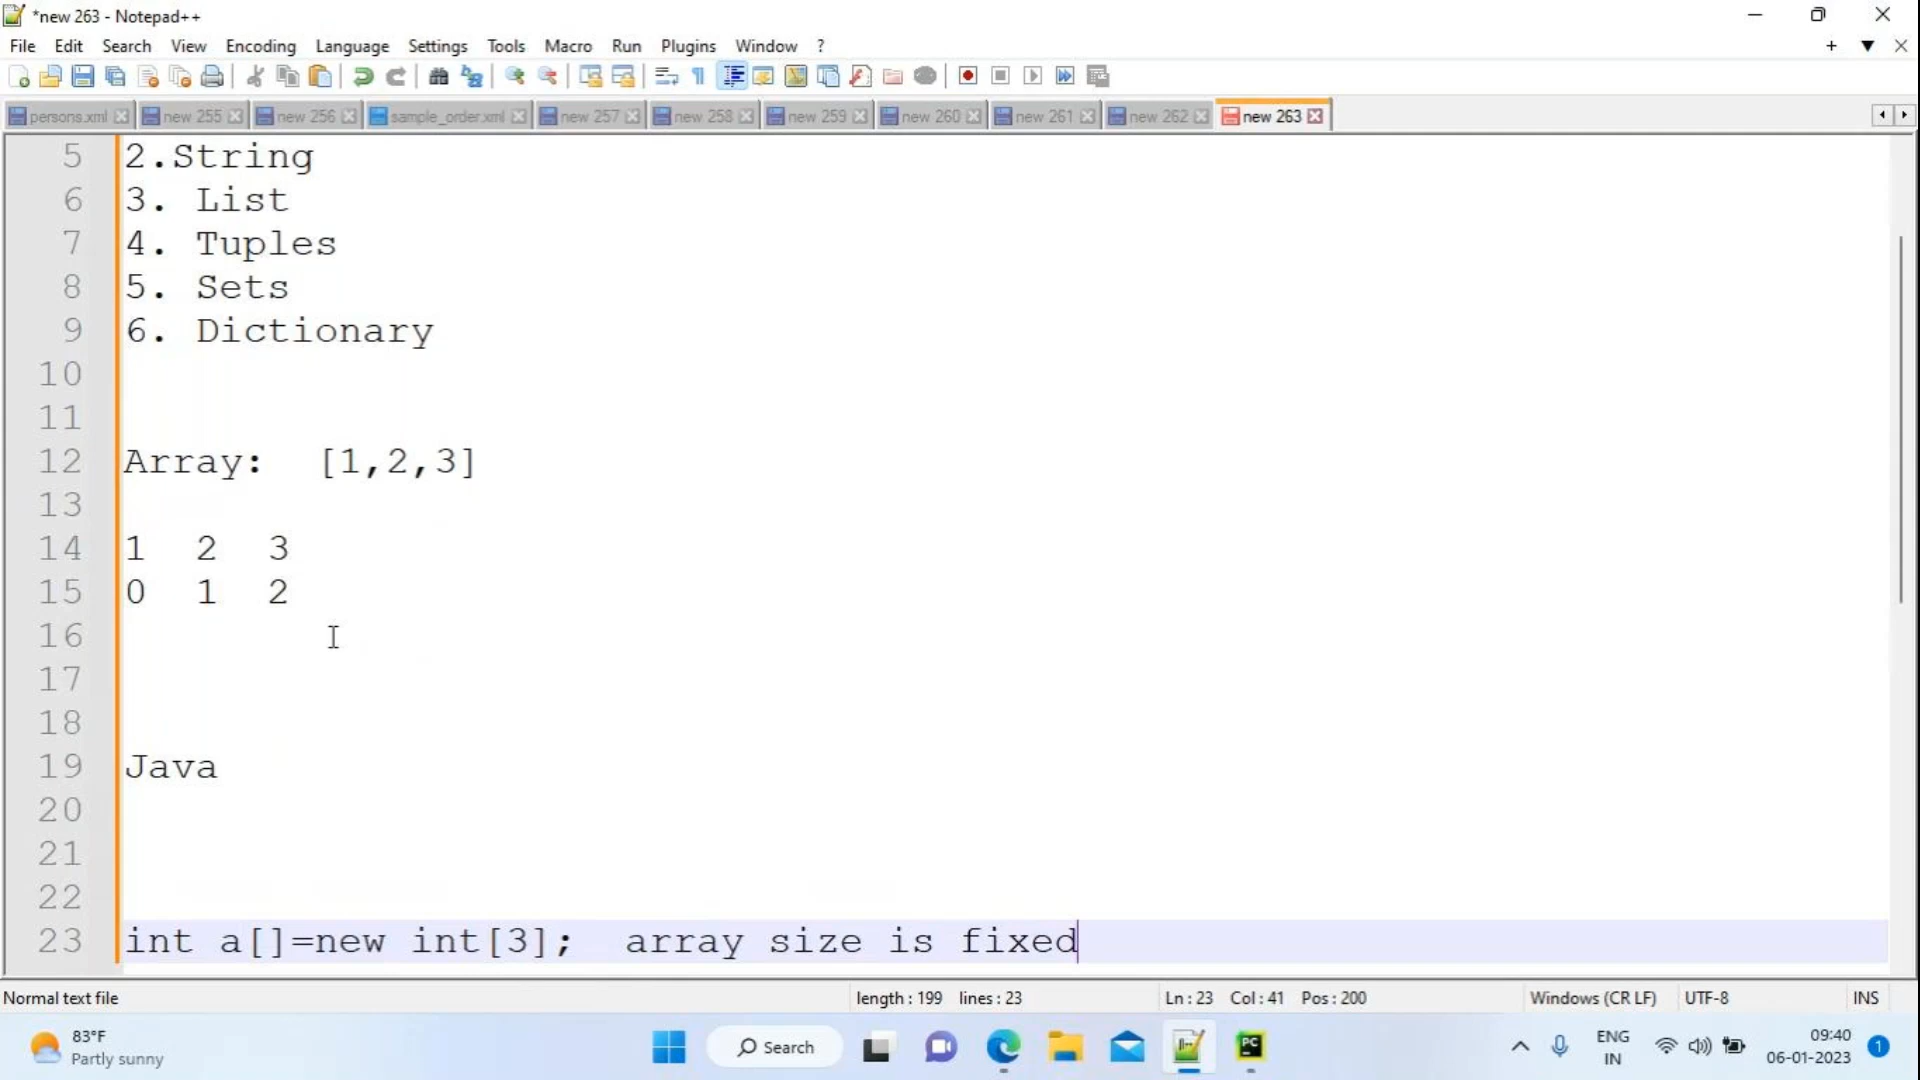 *new 263 - Notepad++
File Edit Search View Encoding Language Settings Tools Macro Run Plugins Window ?
persons.xml new 255 new 256 sample_order.xml new 257 new 258 new 259 new 260 new 261 new 262 new 263
5 2.String
6 3. List
7 4. Tuples
8 5. Sets
9 6. Dictionary
10
11
12 Array: [1,2,3]
13
14 1 2 3
15 0 1 2
16
17
18
19 Java
20
21
22
23 int a[]=new int[3]; array size is fixed
Normal text file length : 199 lines : 23 Ln : 23 Col : 41 Pos : 200 Windows (CR LF) UTF-8 INS
83°F
Partly sunny
Search
PC
ENG
IN
09:40
06-01-2023
1